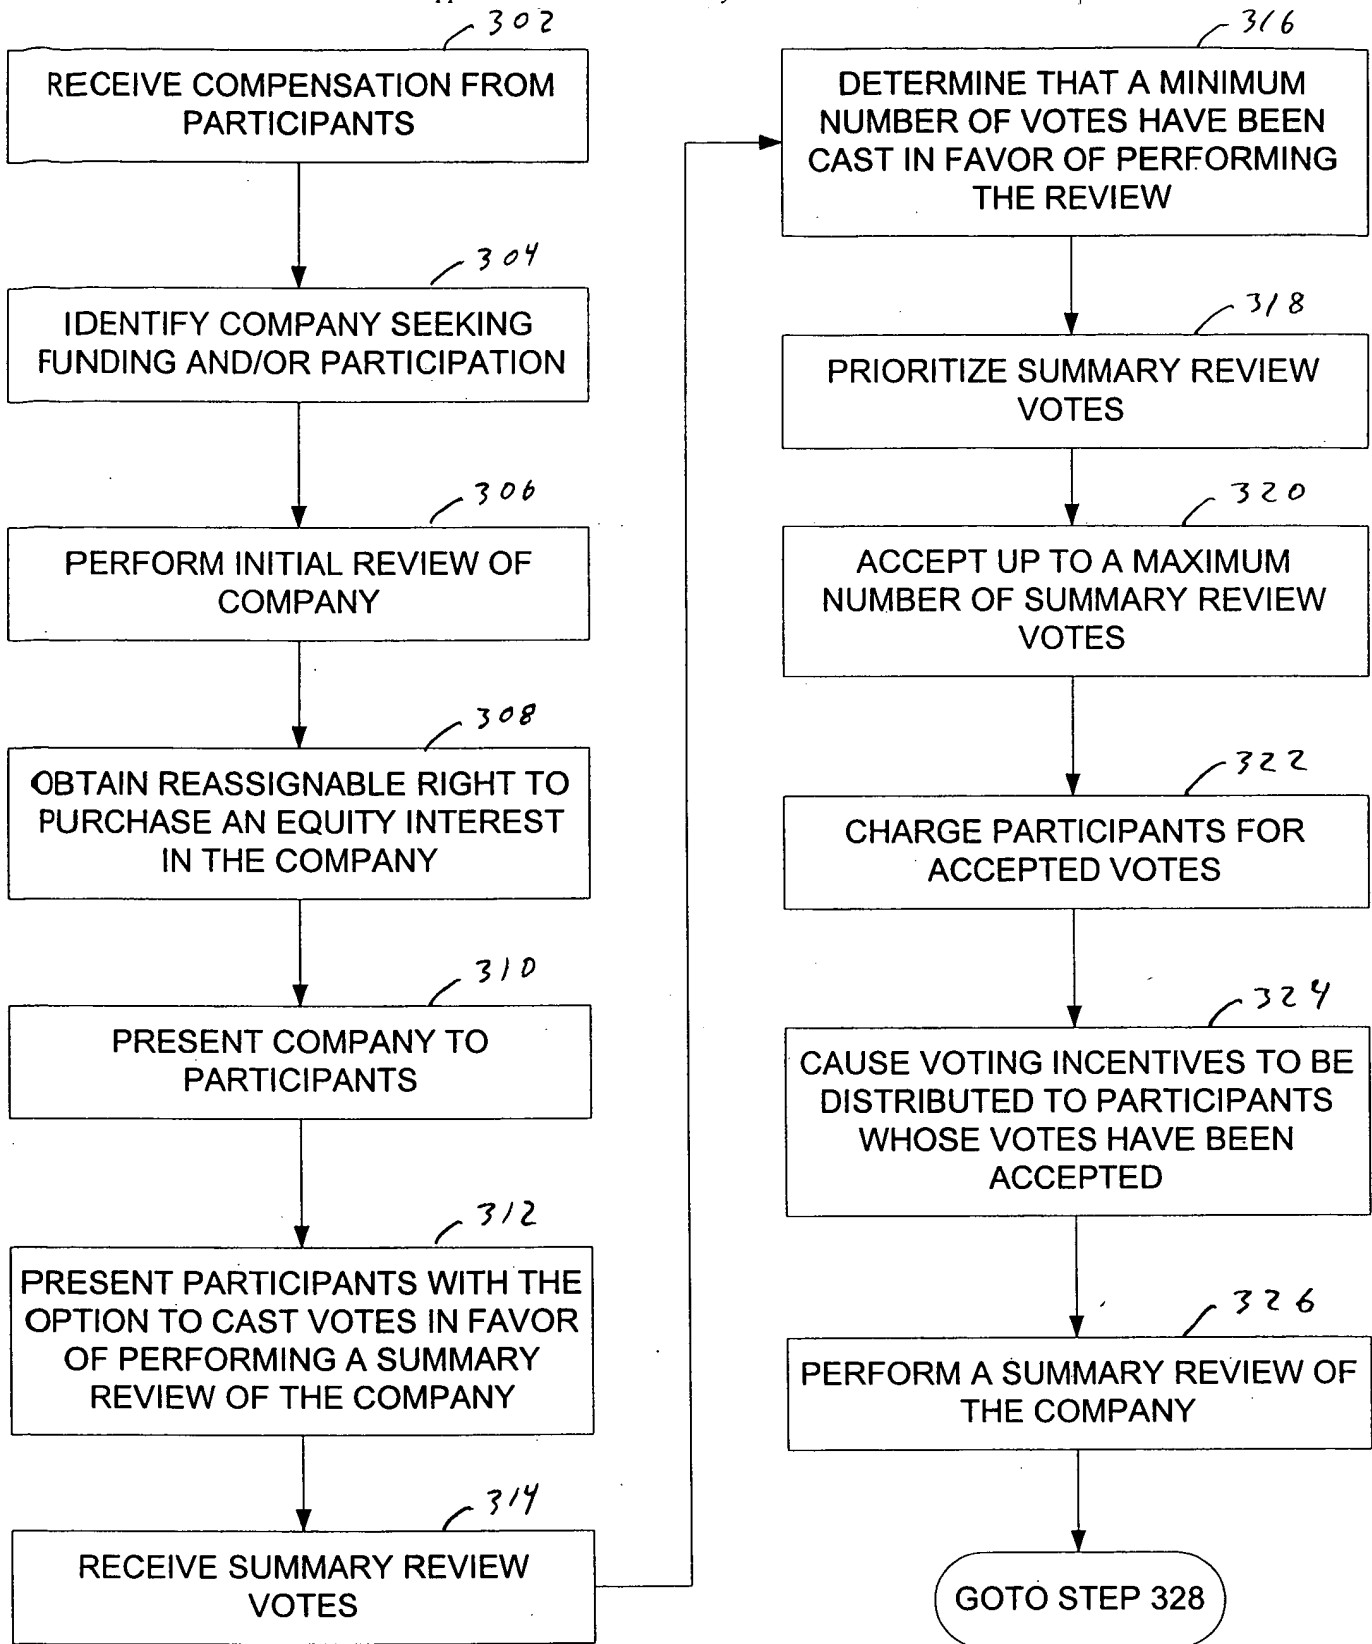 302
RECEIVE COMPENSATION FROM
PARTICIPANTS
304
IDENTIFY COMPANY SEEKING
FUNDING AND/OR PARTICIPATION
306
PERFORM INITIAL REVIEW OF
COMPANY
308
OBTAIN REASSIGNABLE RIGHT TO
PURCHASE AN EQUITY INTEREST
IN THE COMPANY
310
PRESENT COMPANY TO
PARTICIPANTS
312
PRESENT PARTICIPANTS WITH THE
OPTION TO CAST VOTES IN FAVOR
OF PERFORMING A SUMMARY
REVIEW OF THE COMPANY
314
RECEIVE SUMMARY REVIEW
VOTES
316
DETERMINE THAT A MINIMUM
NUMBER OF VOTES HAVE BEEN
CAST IN FAVOR OF PERFORMING
THE REVIEW
318
PRIORITIZE SUMMARY REVIEW
VOTES
320
ACCEPT UP TO A MAXIMUM
NUMBER OF SUMMARY REVIEW
VOTES
322
CHARGE PARTICIPANTS FOR
ACCEPTED VOTES
324
CAUSE VOTING INCENTIVES TO BE
DISTRIBUTED TO PARTICIPANTS
WHOSE VOTES HAVE BEEN
ACCEPTED
326
PERFORM A SUMMARY REVIEW OF
THE COMPANY
GOTO STEP 328